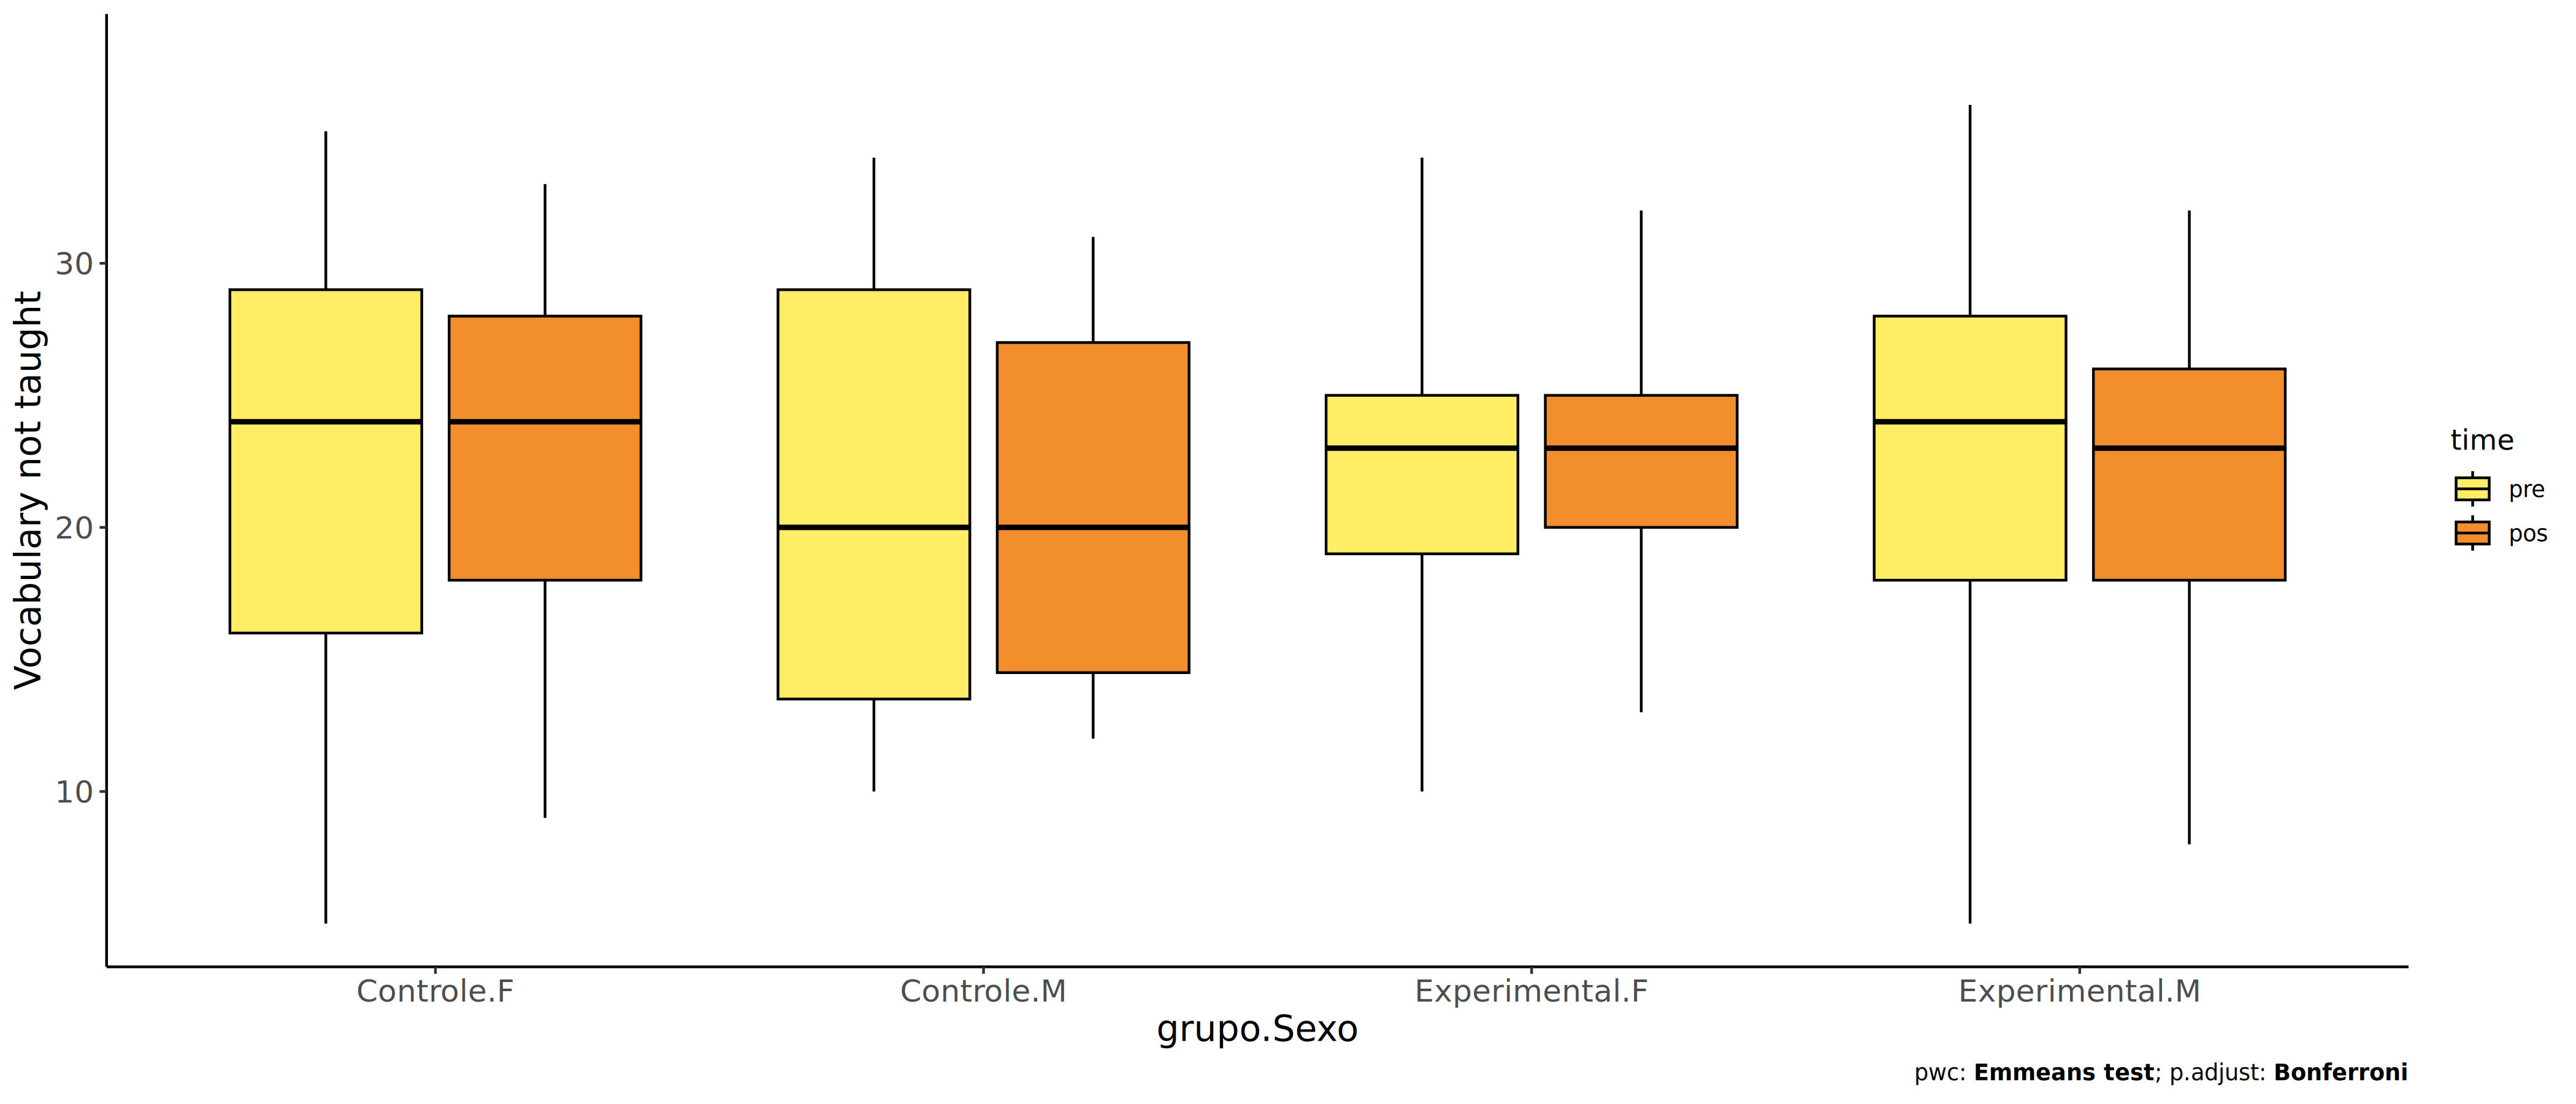 Vocabulary not taught
30
20
10
Controle.F
Controle.M
Experimental.F
Experimental.M
grupo.Sexo
time
pre
pos
pwc: Emmeans test; p.adjust: Bonferroni